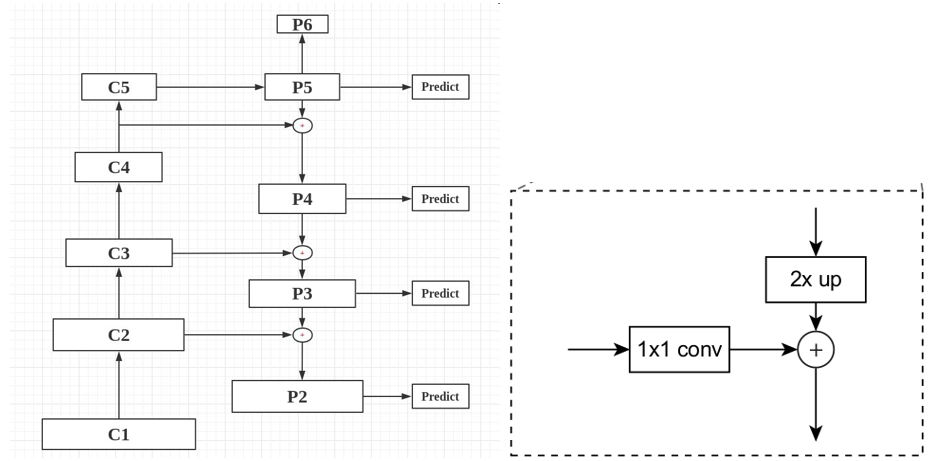 P6
C5
P5
Predict
+
C4
P4
Predict
C3
+
P3
Predict
C2
+
P2
Predict
C1
2x up
1x1 conv
+